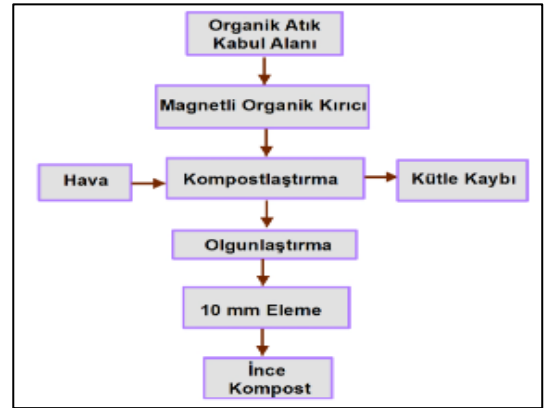 Organik Atık
Kabul Alanı
Magnetli Organik Kırıcı
Hava
Kompostlaştırma
Kütle Kaybı
Olgunlaştırma
10 mm Eleme
İnce
Kompost